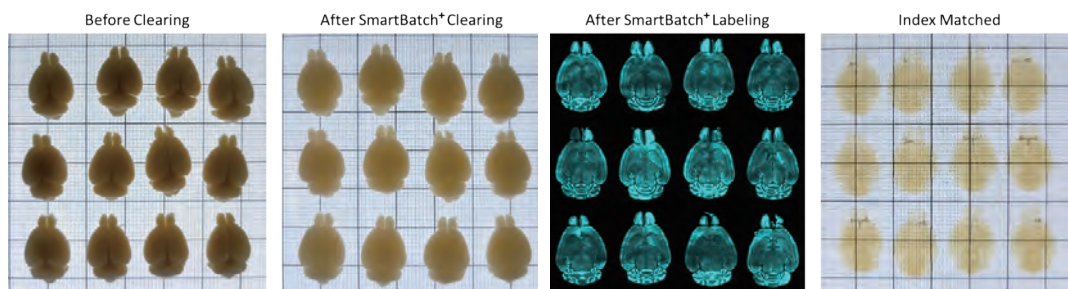 Before Clearing
After SmartBatch⁺ Clearing
After SmartBatch⁺ Labeling
Index Matched